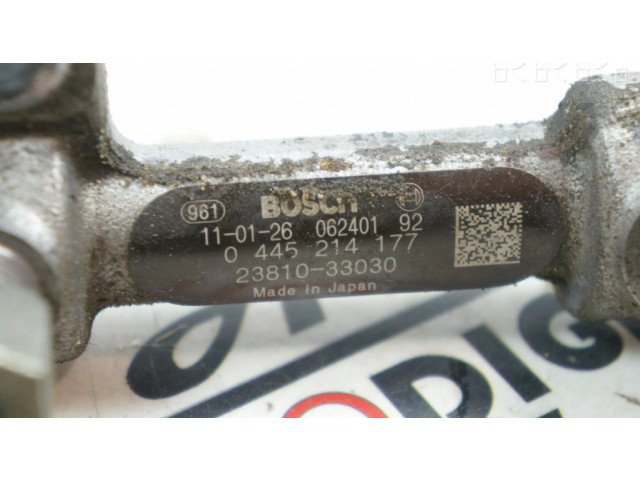 961 BOSCH
11-01-26 062401 92
0 445 214 177
23810-33030
Made in Japan